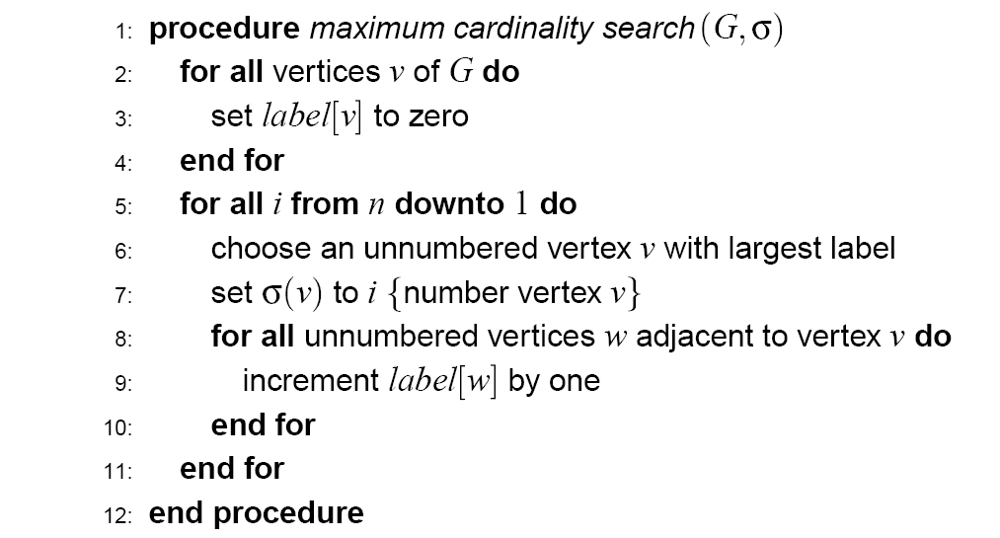 1: procedure maximum cardinality search(G,σ)
2: for all vertices v of G do
3: set label[v] to zero
4: end for
5: for all i from n downto 1 do
6: choose an unnumbered vertex v with largest label
7: set σ(v) to i {number vertex v}
8: for all unnumbered vertices w adjacent to vertex v do
9: increment label[w] by one
10: end for
11: end for
12: end procedure